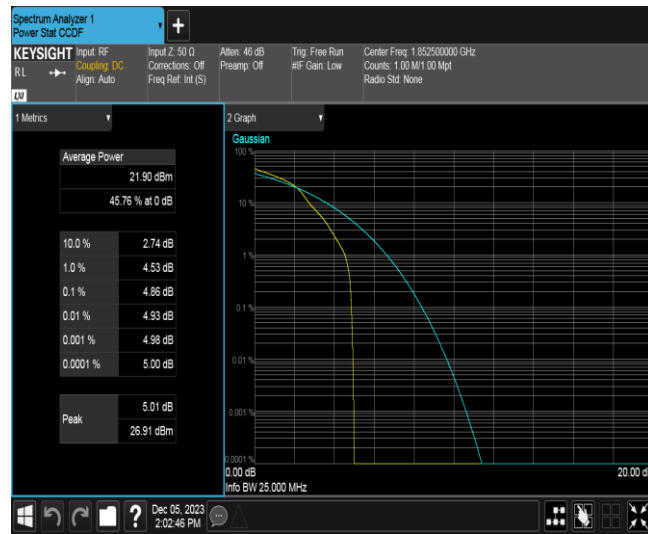 Spectrum Analyzer 1
Power Stat CCDF
+
KEYSIGHT
RL
LXI
Input: RF
Coupling: DC
Align: Auto
Input Z: 50 Ω
Corrections: Off
Freq Ref: Int (S)
Atten: 46 dB
Preamp: Off
Trig: Free Run
#IF Gain: Low
Center Freq: 1.852500000 GHz
Counts: 1.00 M/1.00 Mpt
Radio Std: None
1 Metrics
Average Power
21.90 dBm
45.76 % at 0 dB
10.0 % 2.74 dB
1.0 % 4.53 dB
0.1 % 4.86 dB
0.01 % 4.93 dB
0.001 % 4.98 dB
0.0001 % 5.00 dB
Peak
5.01 dB
26.91 dBm
2 Graph
Gaussian
100 %
10 %
1 %
0.1 %
0.01 %
0.001 %
0.0001 %
0.00 dB
20.00 d
Info BW 25.000 MHz
?
Dec 05, 2023
2:02:46 PM